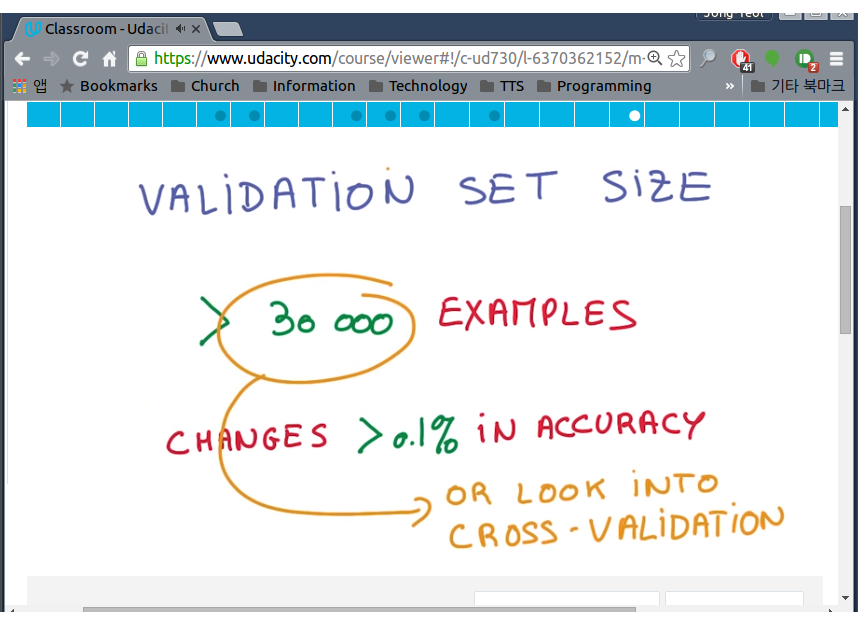 Jong Yeol
Classroom - Udaci
https://www.udacity.com/course/viewer#!/c-ud730/l-6370362152/m-
41
2
앱 Bookmarks Church Information Technology TTS Programming » 기타 북마크
VALiDATiON SET SiZE
> 30 000 EXAMPLES
CHANGES > 0.1% iN ACCURACY
OR LOOK iNTO
CROSS-VALiDATiON